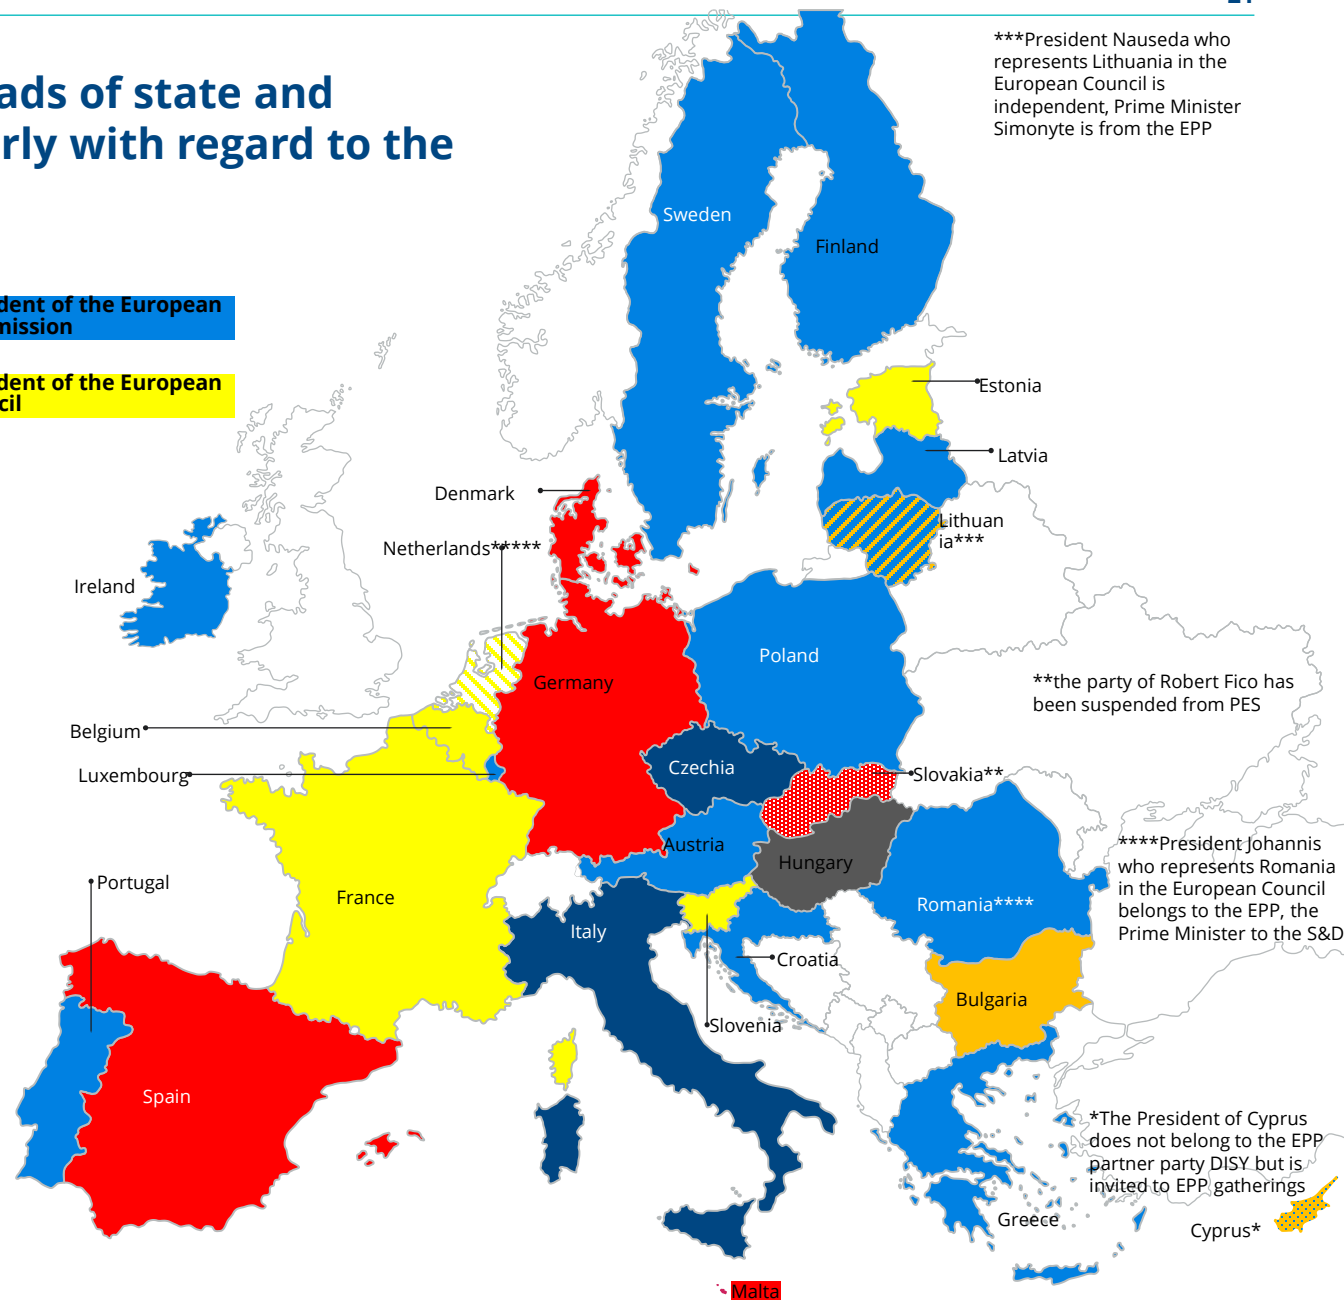 ads of state and
rly with regard to the
***President Nauseda who
represents Lithuania in the
European Council is
independent, Prime Minister
Simonyte is from the EPP
Sweden
Finland
dent of the European
mission
dent of the European
cil
Estonia
Latvia
Denmark
Lithuan
ia***
Netherlands*****
Ireland
Poland
Germany
**the party of Robert Fico has
been suspended from PES
Belgium
Luxembourg
Czechia
Slovakia**
Austria
Hungary
****President Johannis
who represents Romania
in the European Council
belongs to the EPP, the
Prime Minister to the S&D
Portugal
France
Romania****
Italy
Croatia
Bulgaria
Slovenia
Spain
*The President of Cyprus
does not belong to the EPP
partner party DISY but is
invited to EPP gatherings
Greece
Cyprus*
Malta